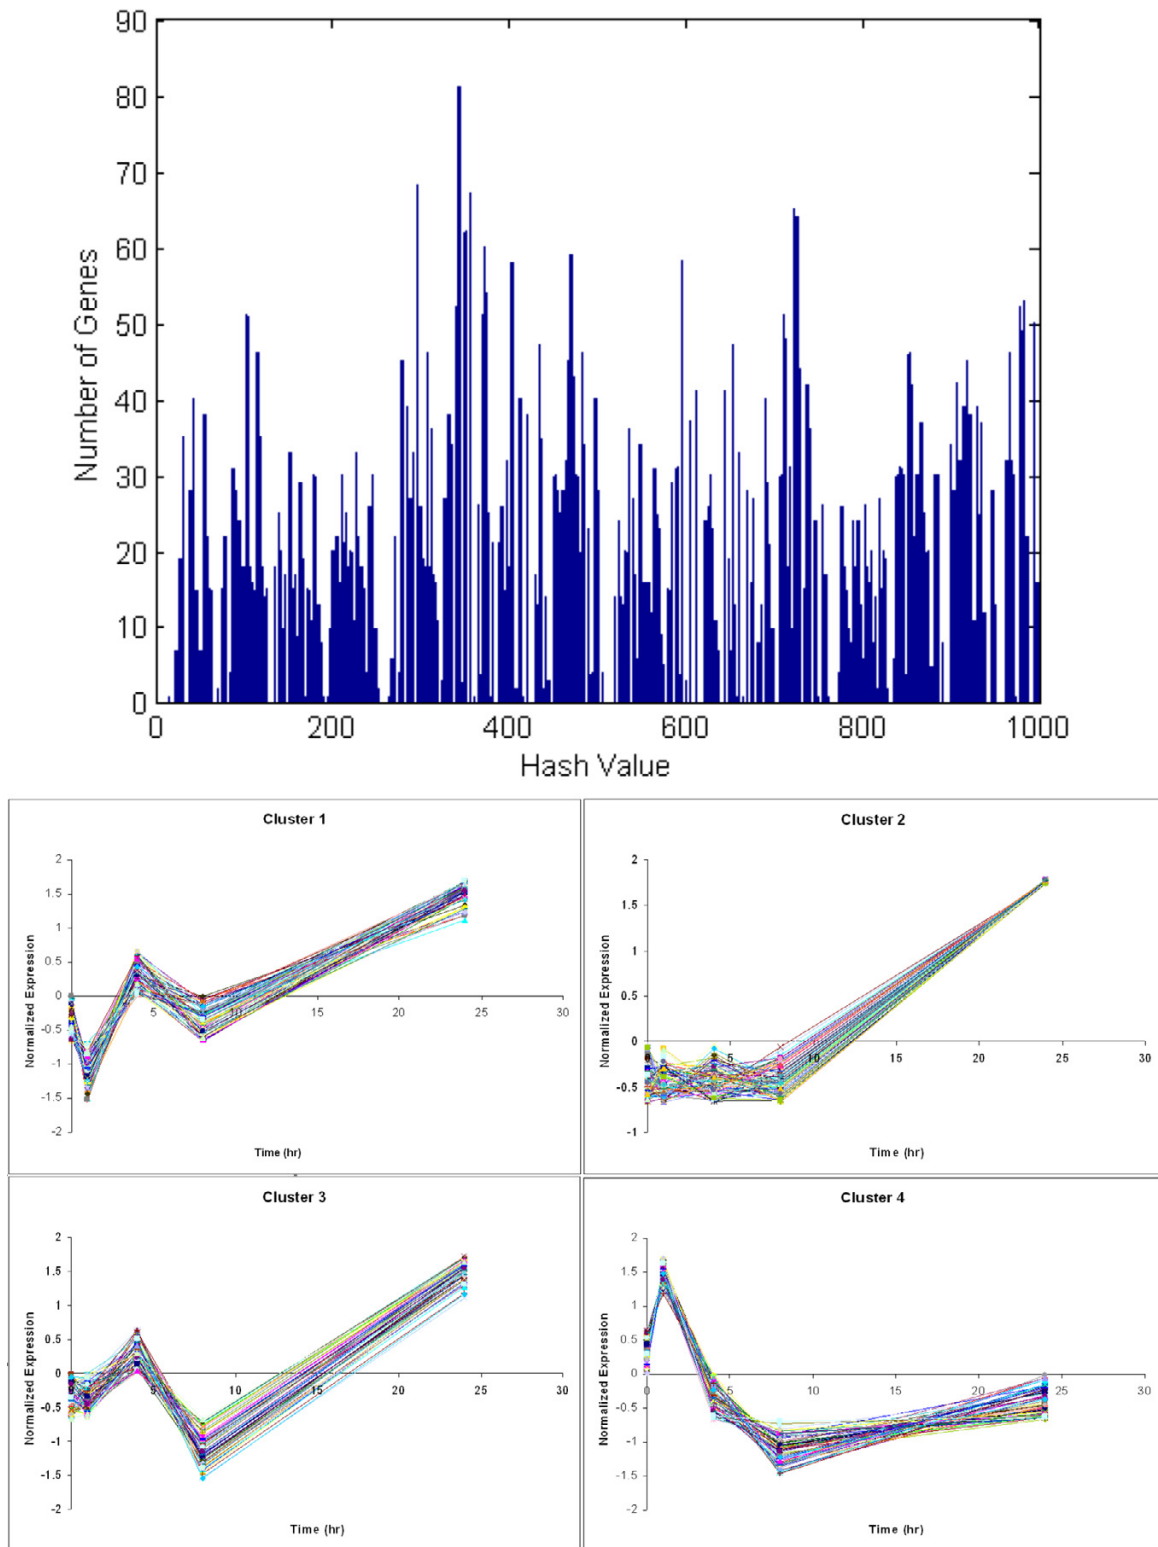 90
80
70
60
50
40
30
20
10
0
Number of Genes
0 200 400 600 800 1000
Hash Value
Cluster 1
2
1.5
1
0.5
0
-0.5
-1
-1.5
-2
Normalized Expression
5 10 15 20 25 30
Time (hr)
Cluster 2
2
1.5
1
0.5
0
-0.5
-1
Normalized Expression
5 10 15 20 25 30
Time (hr)
Cluster 3
2
1.5
1
0.5
0
-0.5
-1
-1.5
-2
Normalized Expression
5 10 15 20 25 30
Time (hr)
Cluster 4
2
1.5
1
0.5
0
-0.5
-1
-1.5
-2
Normalized Expression
0 5 10 15 20 25 30
Time (hr)